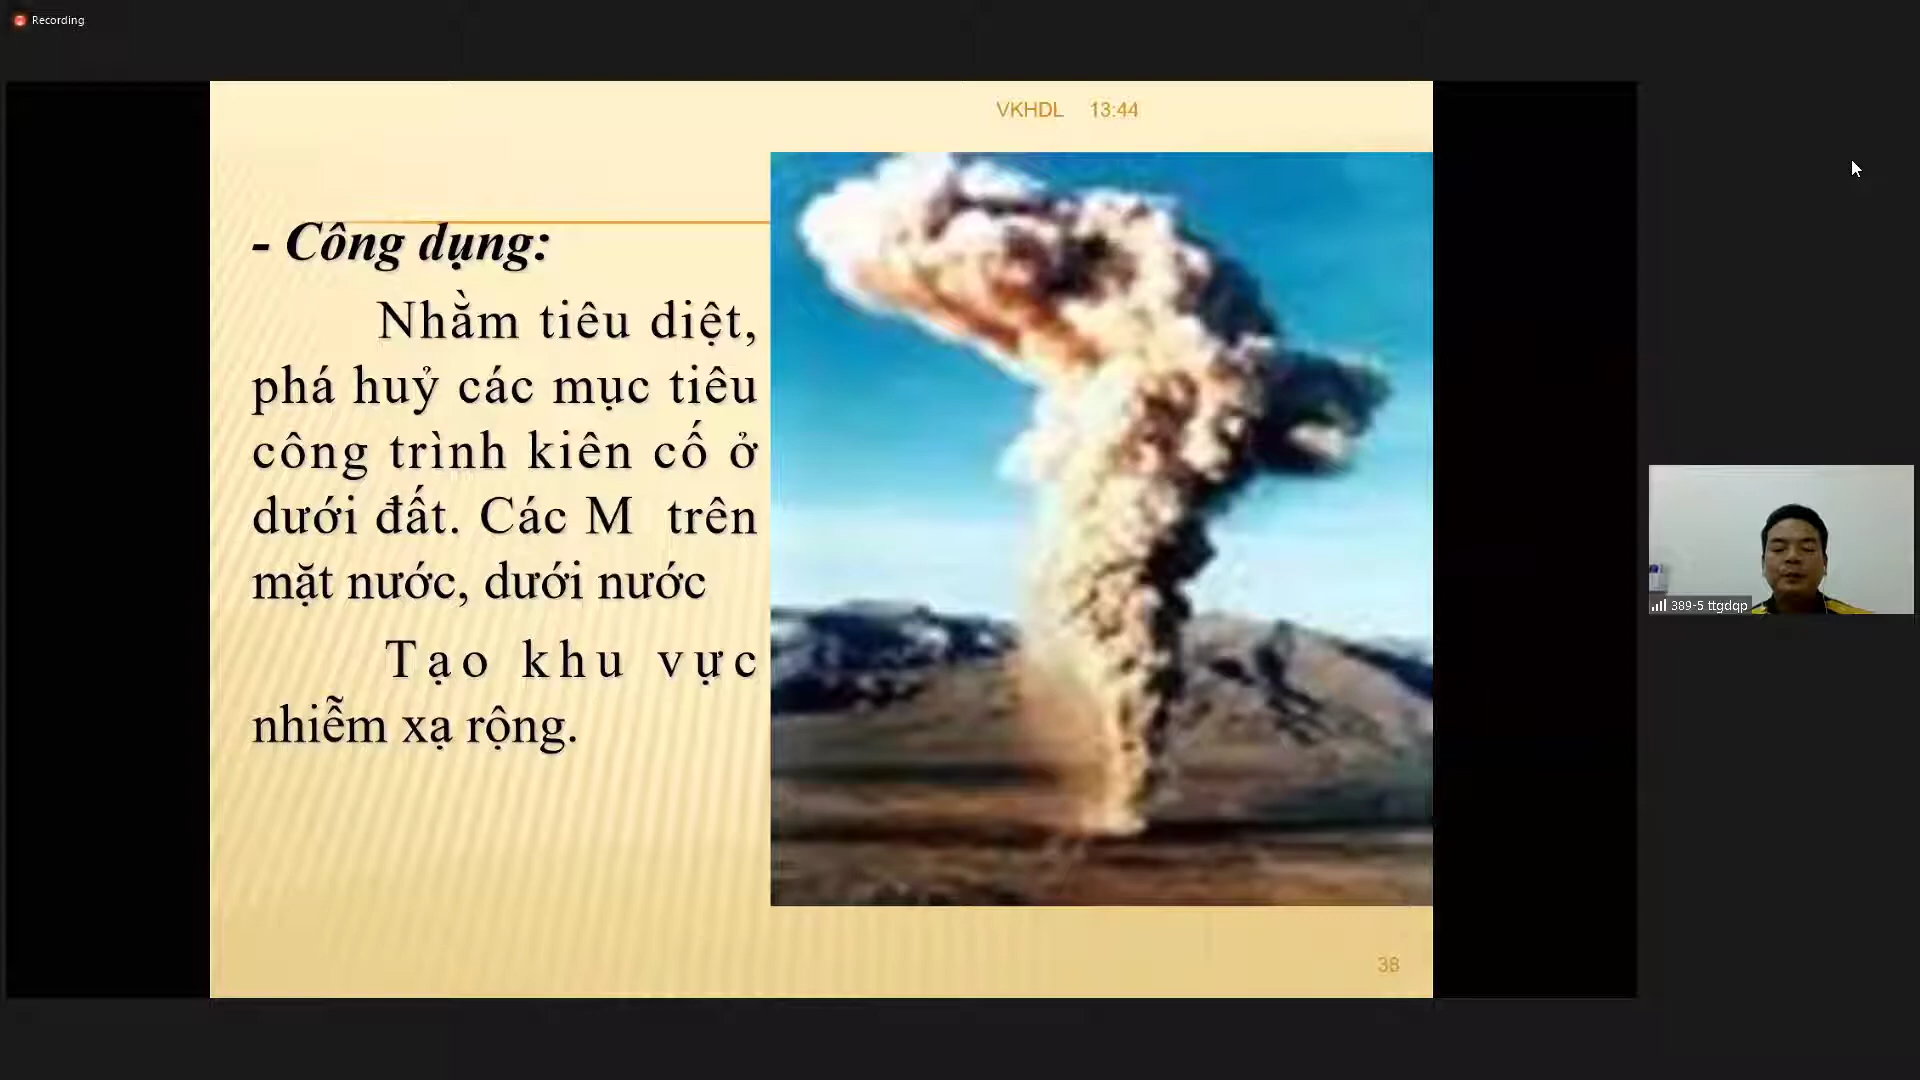 Recording
VKHDL 13:44
- Công dụng:
Nhằm tiêu diệt,
phá huỷ các mục tiêu
công trình kiên cố ở
dưới đất. Các M trên
mặt nước, dưới nước
Tạo khu vực
nhiễm xạ rộng.
389-5 ttgdqp
38